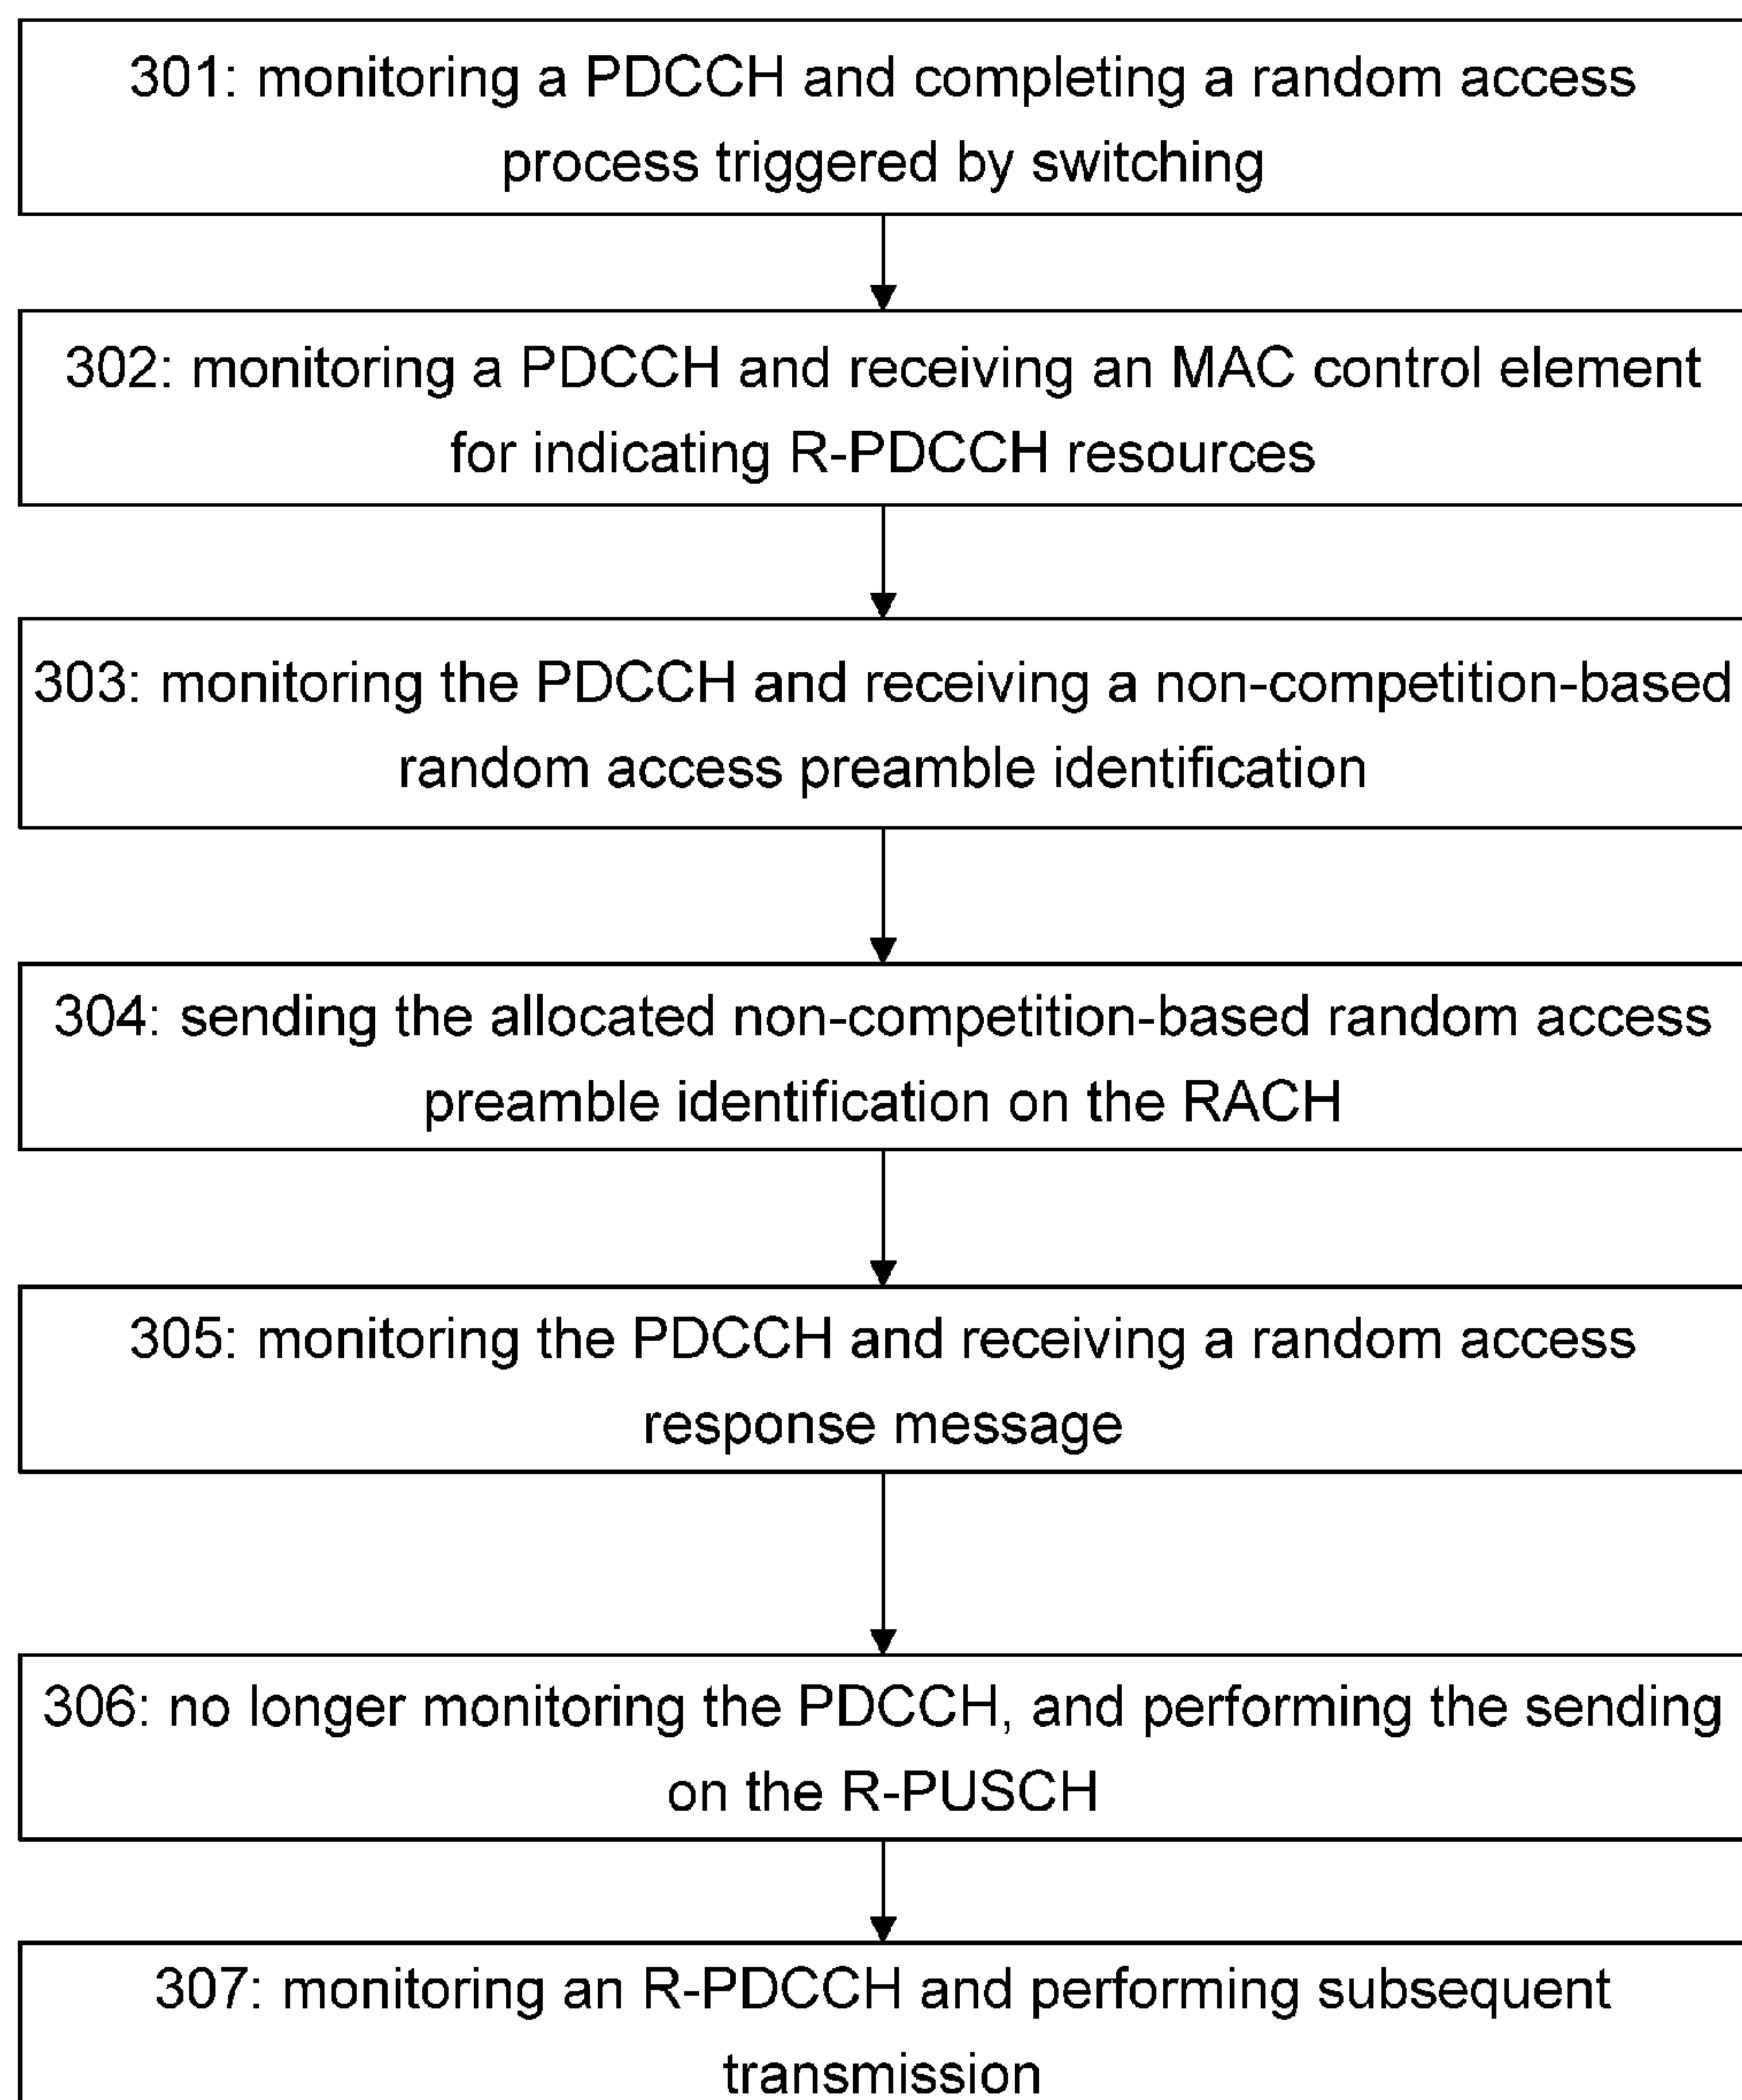 301: monitoring a PDCCH and completing a random access
process triggered by switching
302: monitoring a PDCCH and receiving an MAC control element
for indicating R-PDCCH resources
303: monitoring the PDCCH and receiving a non-competition-based
random access preamble identification
304: sending the allocated non-competition-based random access
preamble identification on the RACH
305: monitoring the PDCCH and receiving a random access
response message
306: no longer monitoring the PDCCH, and performing the sending
on the R-PUSCH
307: monitoring an R-PDCCH and performing subsequent
transmission